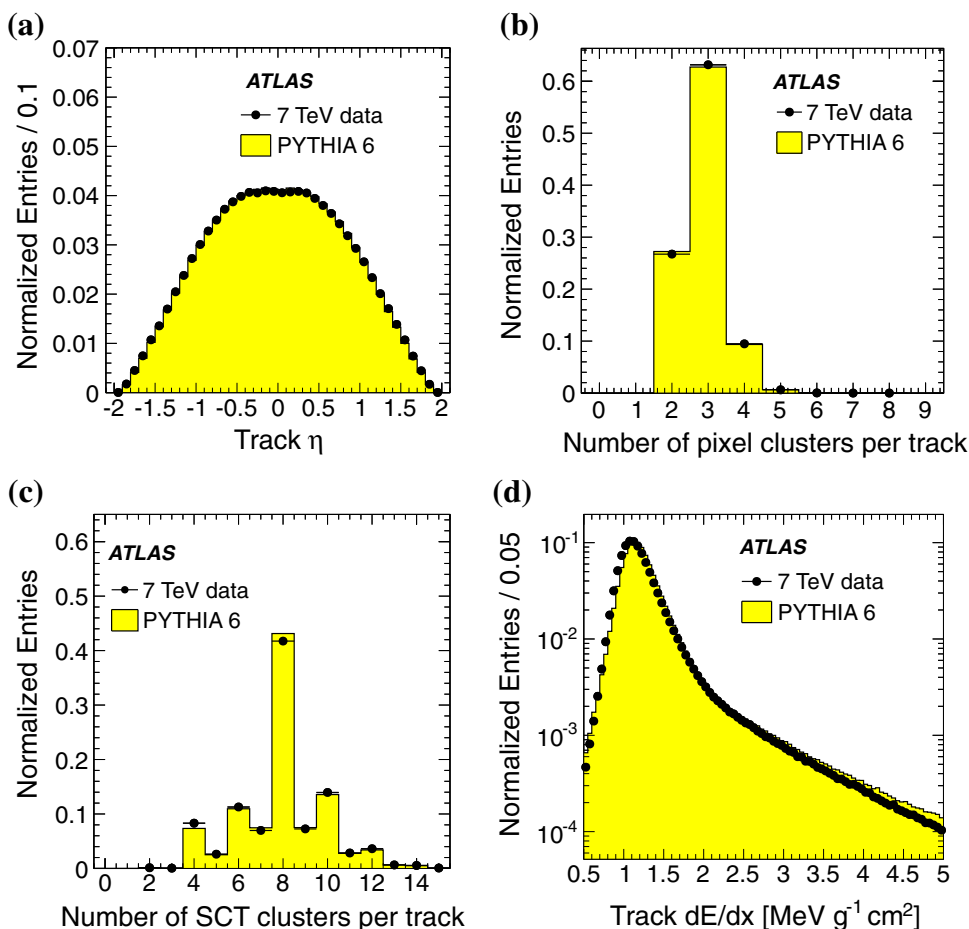 (a)
0.07
0.06
0.05
0.04
0.03
0.02
0.01
0
Normalized Entries / 0.1
ATLAS
7 TeV data
PYTHIA 6
-2 -1.5 -1 -0.5 0 0.5 1 1.5 2
Track η
(b)
0.6
0.5
0.4
0.3
0.2
0.1
0
Normalized Entries
ATLAS
7 TeV data
PYTHIA 6
0 1 2 3 4 5 6 7 8 9
Number of pixel clusters per track
(c)
0.6
0.5
0.4
0.3
0.2
0.1
0
Normalized Entries
ATLAS
7 TeV data
PYTHIA 6
0 2 4 6 8 10 12 14
Number of SCT clusters per track
(d)
10⁻¹
10⁻²
10⁻³
10⁻⁴
Normalized Entries / 0.05
ATLAS
7 TeV data
PYTHIA 6
0.5 1 1.5 2 2.5 3 3.5 4 4.5 5
Track dE/dx [MeV g⁻¹ cm²]